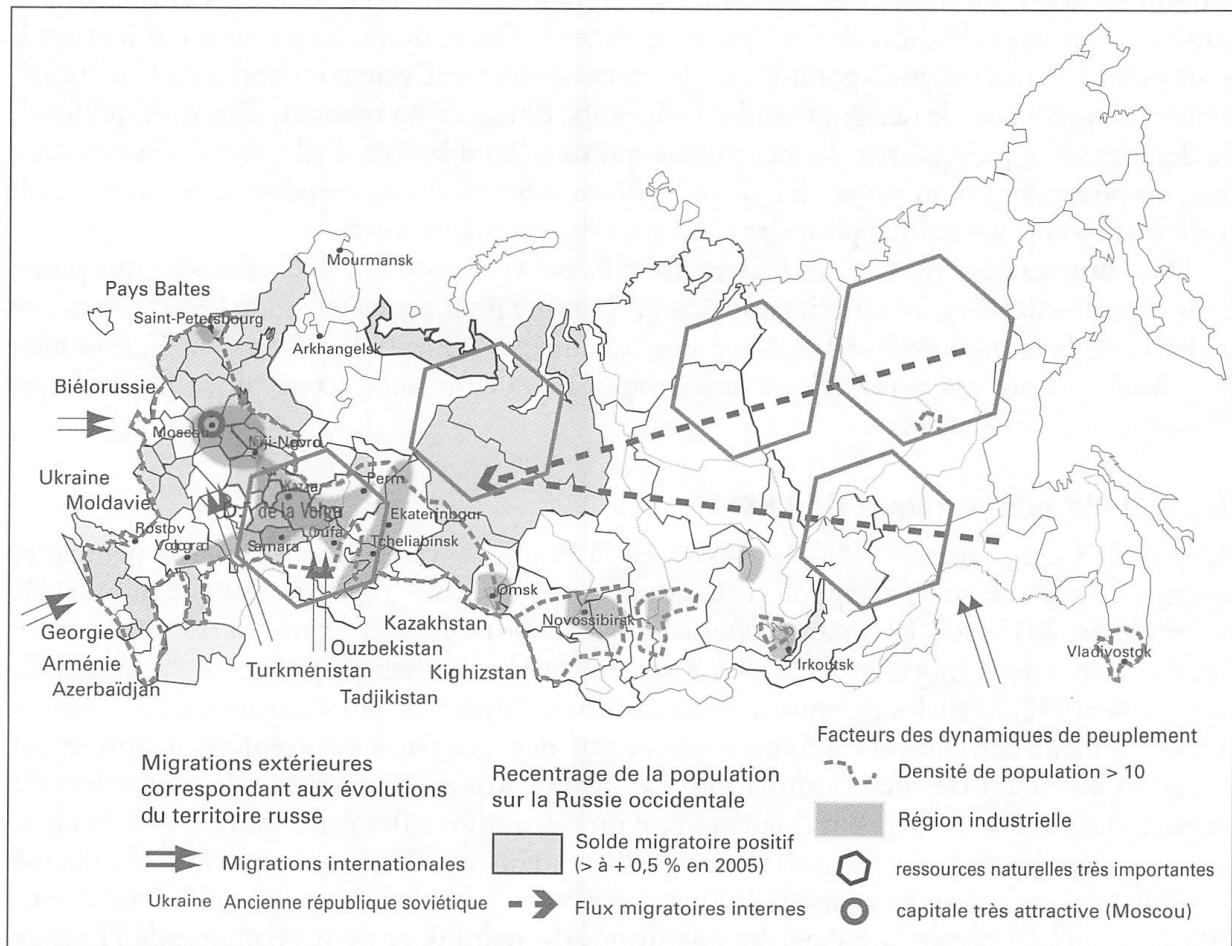 Mourmansk
Pays Baltes
Saint-Petersbourg
Arkhangelsk
Biélorussie
Moscou
Niji-Novro
Ukraine
Moldavie
Perm
de la Volga
Ekaterinogur
Rostov
Oufa
Volgograd
Samara
Tcheliabinsk
Omsk
Novossibirsk
Kazakhstan
Georgie
Ouzbekistan
Irkoutsk
Vladivostok
Arménie
Turkménistan
Kighizstan
Azerbaïdjan
Tadjikistan
Migrations extérieures
correspondant aux évolutions
du territoire russe
Migrations internationales
Ukraine Ancienne république soviétique
Recentrage de la population
sur la Russie occidentale
Solde migratoire positif
(> à + 0,5 % en 2005)
Flux migratoires internes
Facteurs des dynamiques de peuplement
Densité de population > 10
Région industrielle
ressources naturelles très importantes
capitale très attractive (Moscou)